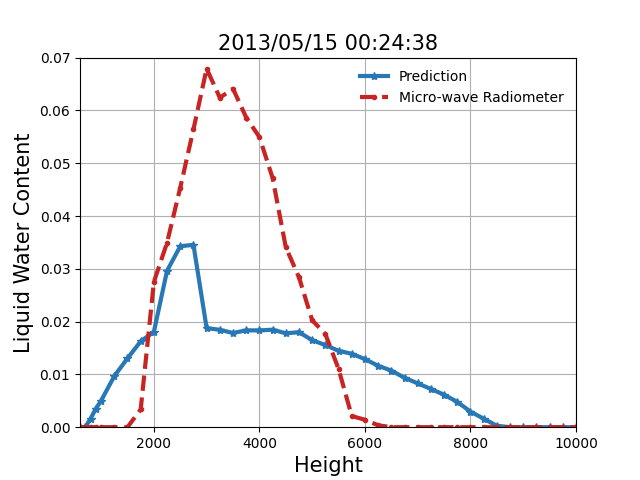 2013/05/15 00:24:38
0.07
0.06
0.05
0.04
0.03
0.02
0.01
0.00
Liquid Water Content
Prediction
Micro-wave Radiometer
2000 4000 6000 8000 10000
Height